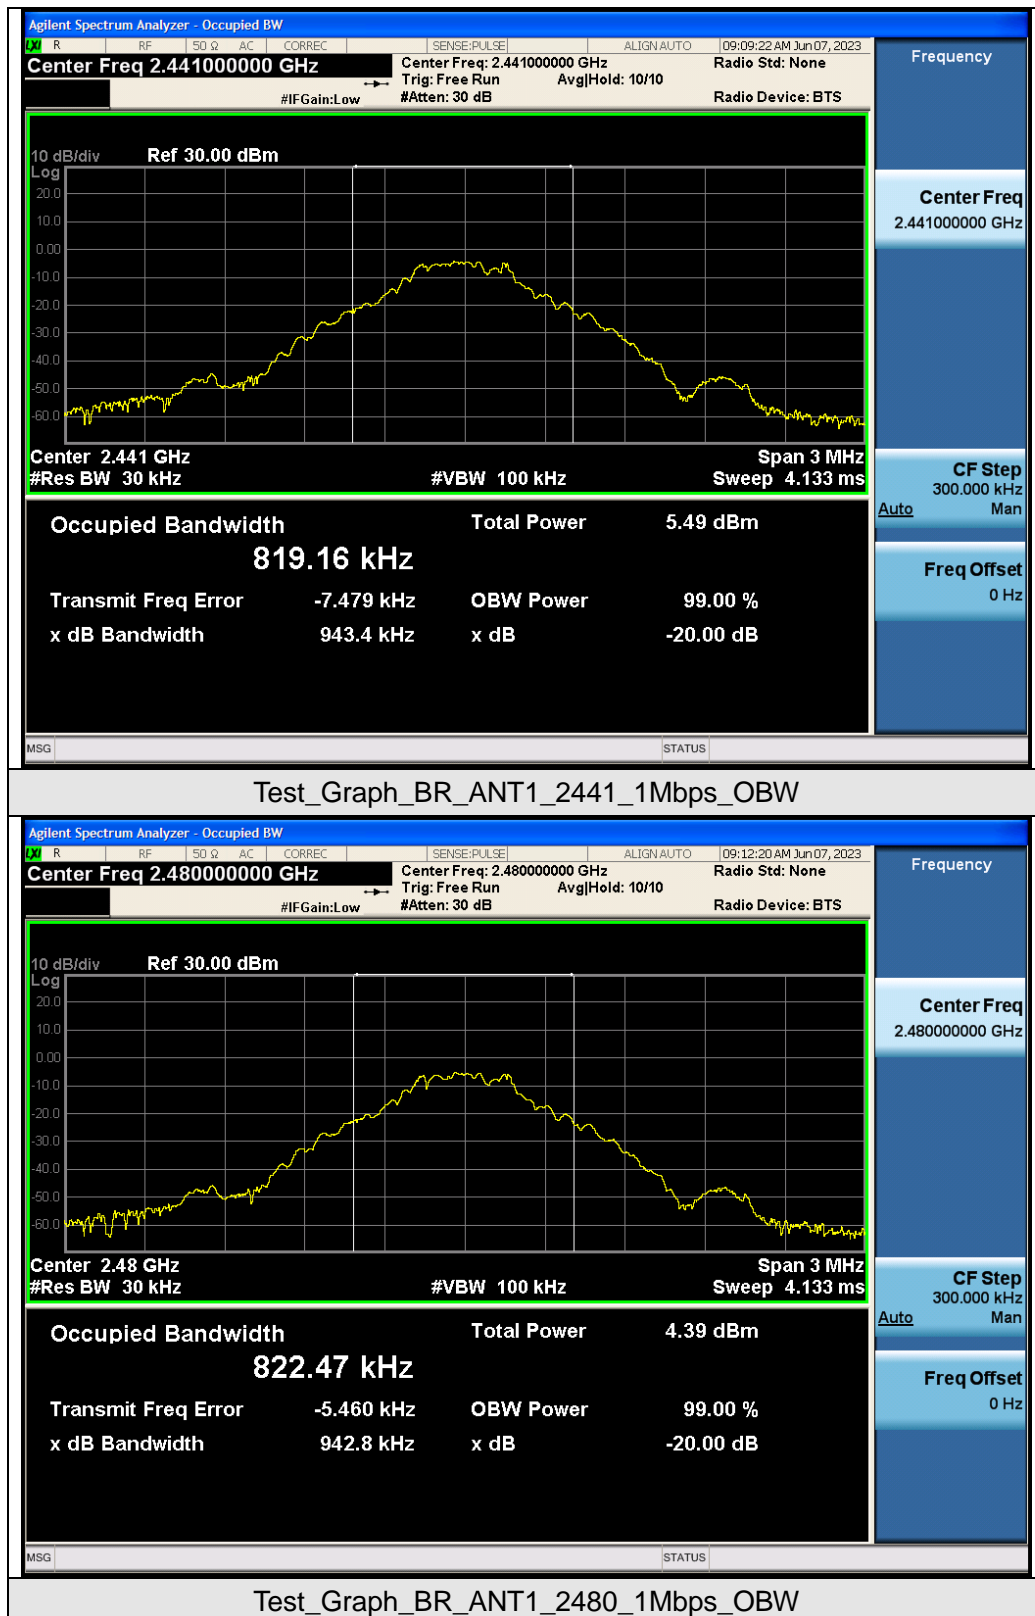 Agilent Spectrum Analyzer - Occupied BW
LXI R RF 50 Ω AC CORREC SENSE:PULSE ALIGN AUTO 09:09:22 AM Jun 07, 2023
Center Freq 2.441000000 GHz
Center Freq: 2.441000000 GHz
Radio Std: None
Trig: Free Run Avg|Hold: 10/10
#IFGain:Low
#Atten: 30 dB
Radio Device: BTS
Frequency
10 dB/div Ref 30.00 dBm
Log
20.0
10.0
0.00
-10.0
-20.0
-30.0
-40.0
-50.0
-60.0
Center Freq
2.441000000 GHz
Center 2.441 GHz Span 3 MHz
#Res BW 30 kHz #VBW 100 kHz Sweep 4.133 ms
CF Step
300.000 kHz
Auto Man
Freq Offset
0 Hz
Occupied Bandwidth Total Power 5.49 dBm
819.16 kHz
Transmit Freq Error -7.479 kHz OBW Power 99.00 %
x dB Bandwidth 943.4 kHz x dB -20.00 dB
MSG STATUS
Test_Graph_BR_ANT1_2441_1Mbps_OBW
Agilent Spectrum Analyzer - Occupied BW
LXI R RF 50 Ω AC CORREC SENSE:PULSE ALIGN AUTO 09:12:20 AM Jun 07, 2023
Center Freq 2.480000000 GHz
Center Freq: 2.480000000 GHz
Radio Std: None
Trig: Free Run Avg|Hold: 10/10
#IFGain:Low
#Atten: 30 dB
Radio Device: BTS
Frequency
10 dB/div Ref 30.00 dBm
Log
20.0
10.0
0.00
-10.0
-20.0
-30.0
-40.0
-50.0
-60.0
Center Freq
2.480000000 GHz
Center 2.48 GHz Span 3 MHz
#Res BW 30 kHz #VBW 100 kHz Sweep 4.133 ms
CF Step
300.000 kHz
Auto Man
Freq Offset
0 Hz
Occupied Bandwidth Total Power 4.39 dBm
822.47 kHz
Transmit Freq Error -5.460 kHz OBW Power 99.00 %
x dB Bandwidth 942.8 kHz x dB -20.00 dB
MSG STATUS
Test_Graph_BR_ANT1_2480_1Mbps_OBW